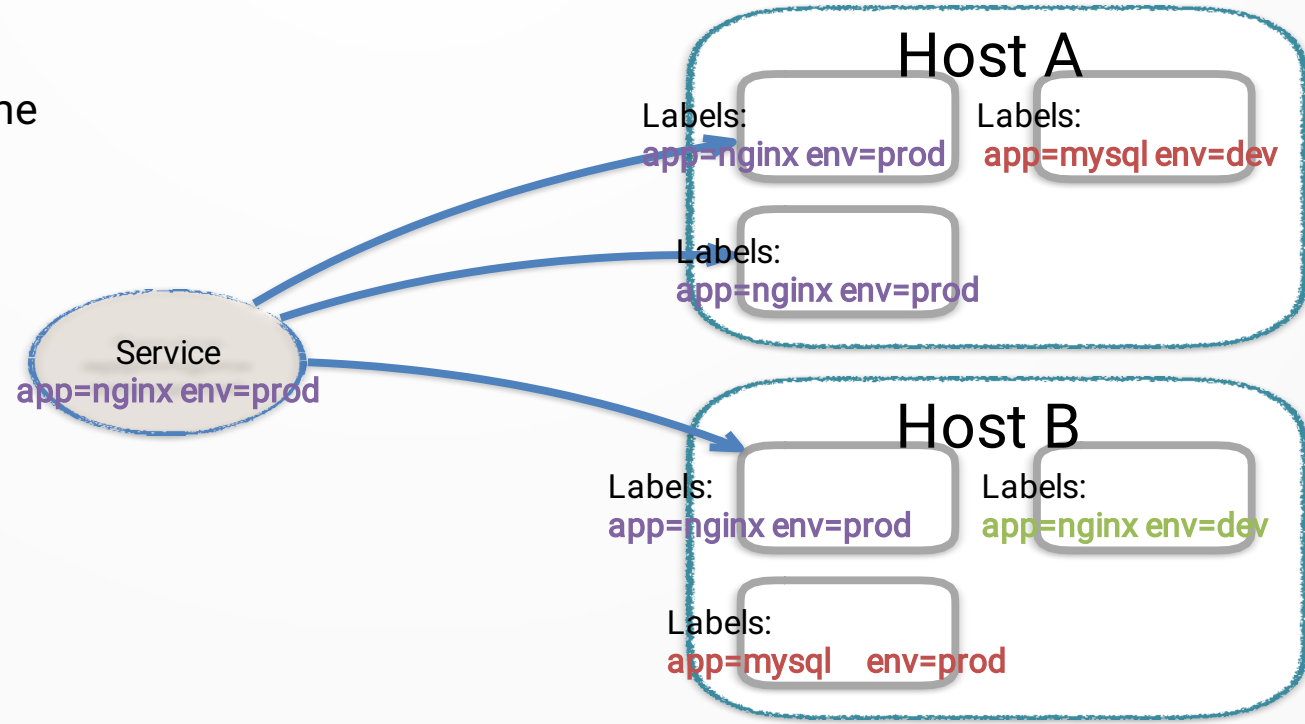 ne
Host A
Labels:
app=nginx env=prod
Labels:
app=mysql env=dev
Labels:
app=nginx env=prod
Service
app=nginx env=prod
Host B
Labels:
app=nginx env=prod
Labels:
app=nginx env=dev
Labels:
app=mysql env=prod